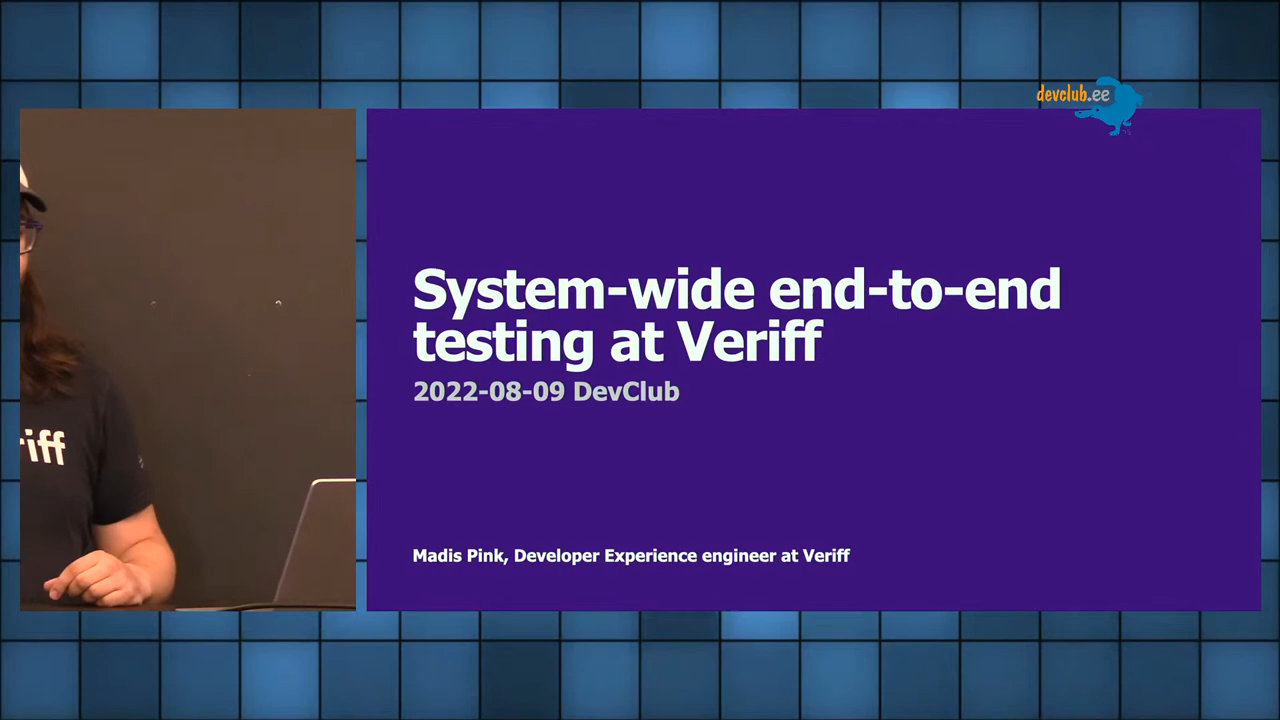 devclub.ee
System-wide end-to-end
testing at Veriff
2022-08-09 DevClub
iff
Madis Pink, Developer Experience engineer at Veriff